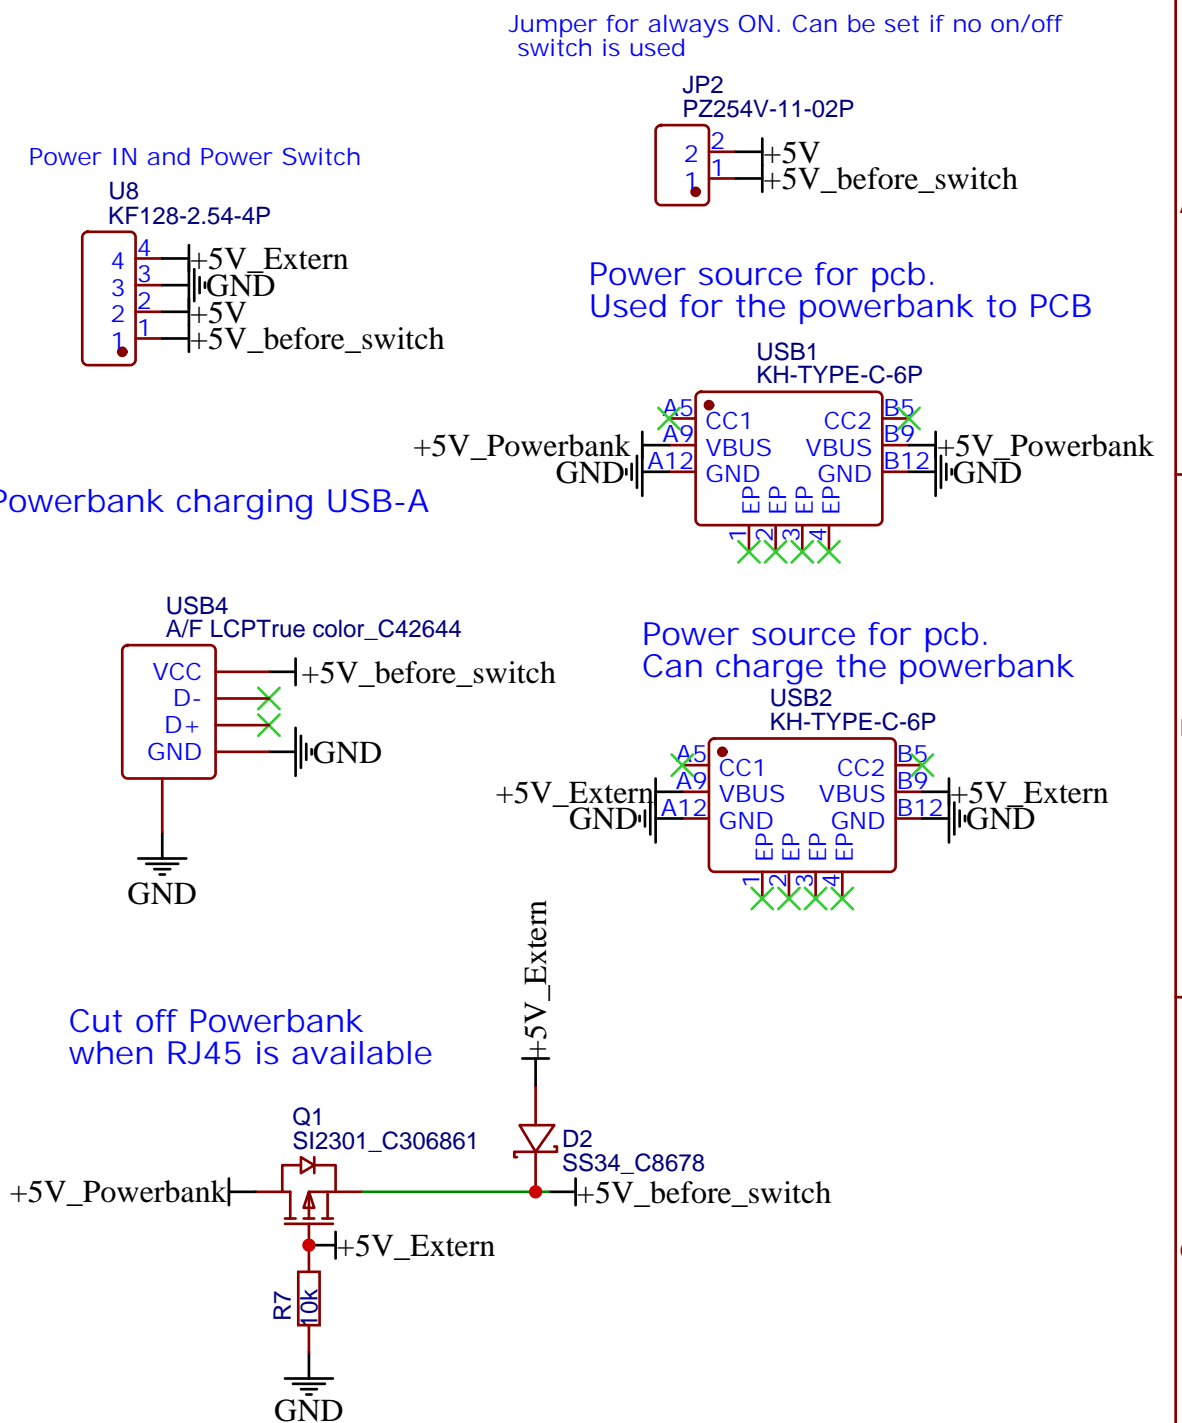 Jumper for always ON. Can be set if no on/off
switch is used
JP2
PZ254V-11-02P
2
2
+5V
1
1
+5V_before_switch
Power IN and Power Switch
U8
KF128-2.54-4P
4
4
+5V_Extern
3
3
GND
2
2
+5V
1
1
+5V_before_switch
Power source for pcb.
Used for the powerbank to PCB
USB1
KH-TYPE-C-6P
A5 CC1 CC2 B5
+5V_Powerbank A9 VBUS VBUS B9 +5V_Powerbank
GND A12 GND GND B12 GND
EP EP EP EP
1 2 3 4
Powerbank charging USB-A
USB4
A/F LCPTrue color_C42644
VCC +5V_before_switch
D-
D+
GND GND
GND
Power source for pcb.
Can charge the powerbank
USB2
KH-TYPE-C-6P
A5 CC1 CC2 B5
+5V_Extern A9 VBUS VBUS B9 +5V_Extern
GND A12 GND GND B12 GND
EP EP EP EP
1 2 3 4
Cut off Powerbank
when RJ45 is available
+5V_Extern
Q1
SI2301_C306861
D2
SS34_C8678
+5V_Powerbank
+5V_before_switch
+5V_Extern
R7
10k
GND